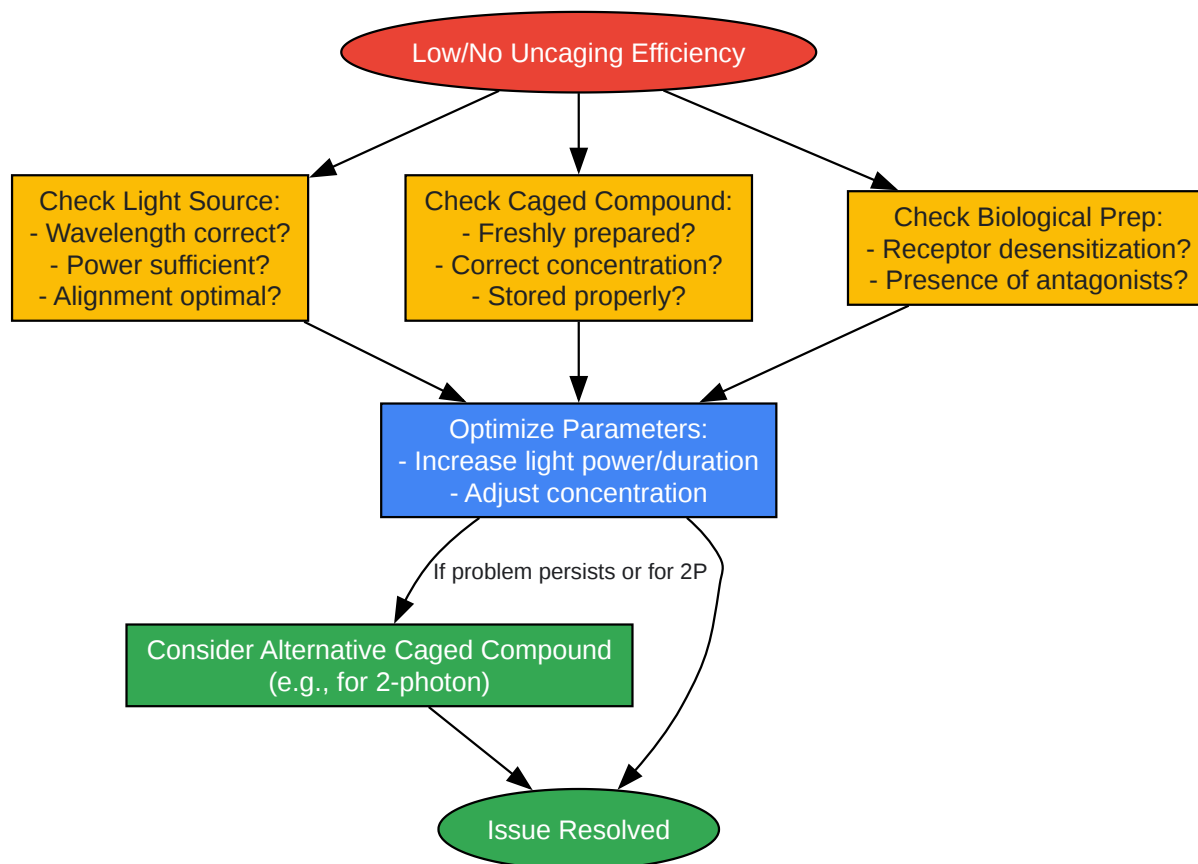 Low/No Uncaging Efficiency
Check Light Source:
- Wavelength correct?
- Power sufficient?
- Alignment optimal?
Check Caged Compound:
- Freshly prepared?
- Correct concentration?
- Stored properly?
Check Biological Prep:
- Receptor desensitization?
- Presence of antagonists?
Optimize Parameters:
- Increase light power/duration
- Adjust concentration
If problem persists or for 2P
Consider Alternative Caged Compound
(e.g., for 2-photon)
Issue Resolved